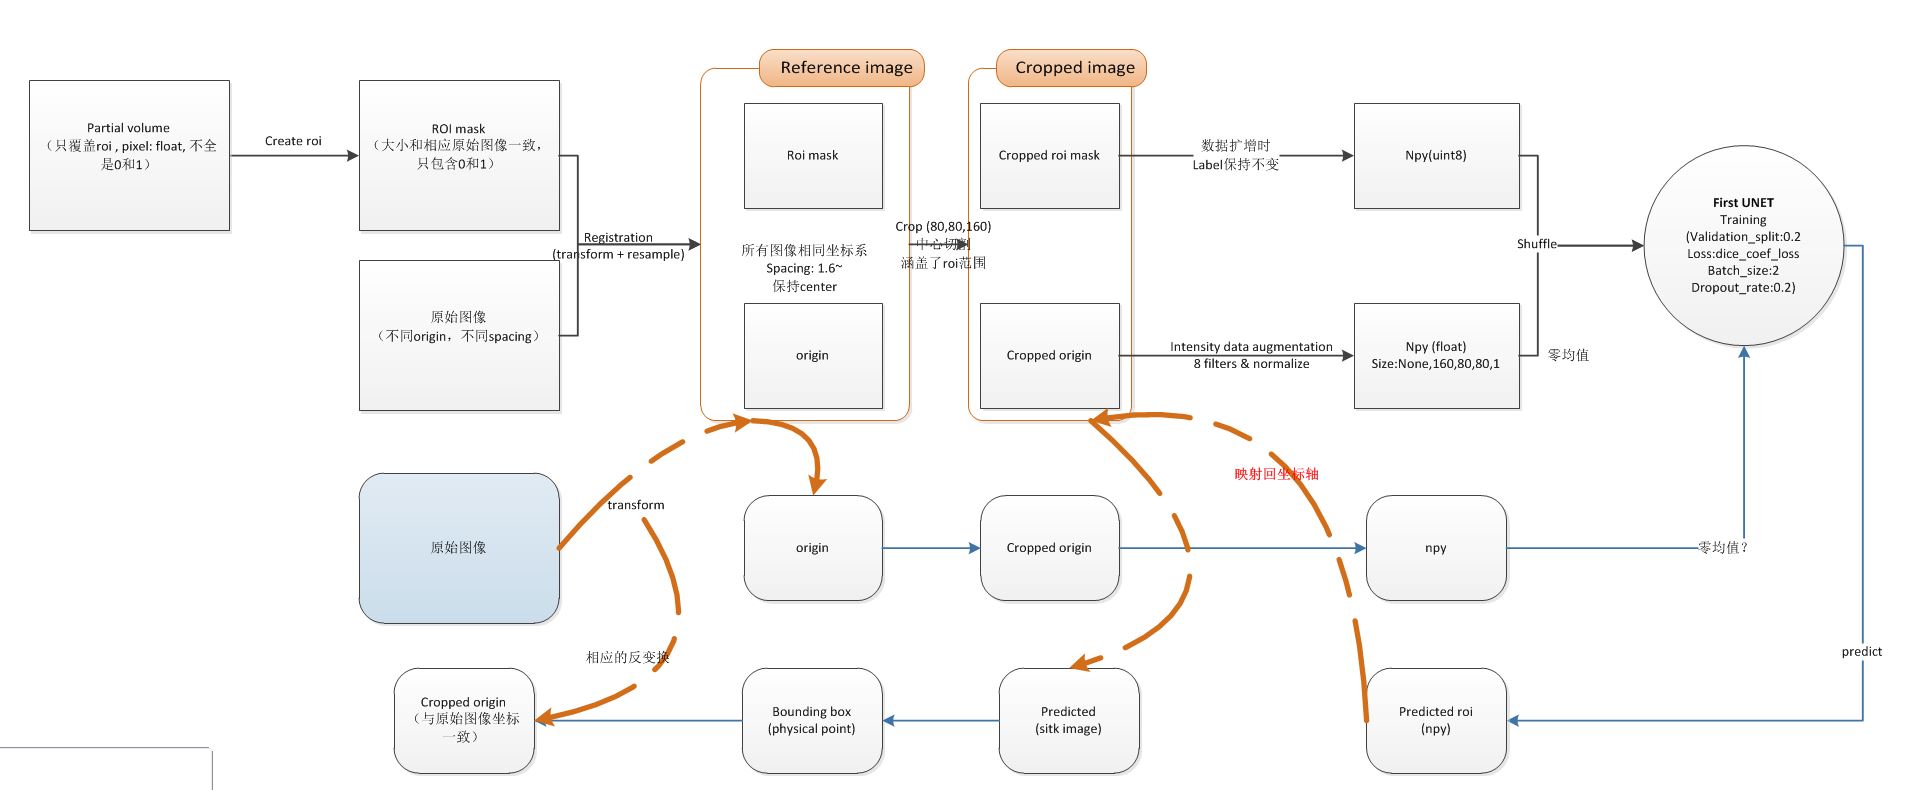 Reference image
Cropped image
Partial volume
（只覆盖roi , pixel: float, 不全
是0和1）
Create roi
ROI mask
（大小和相应原始图像一致，
只包含0和1）
原始图像
（不同origin，不同spacing）
Registration
(transform + resample)
Roi mask
所有图像相同坐标系
Spacing: 1.6~
保持center
origin
Crop (80,80,160)
中心切割
涵盖了roi范围
Cropped roi mask
Cropped origin
数据扩增时
Label保持不变
Intensity data augmentation
8 filters & normalize
Npy(uint8)
Npy (float)
Size:None,160,80,80,1
Shuffle
零均值
First UNET
Training
(Validation_split:0.2
Loss:dice_coef_loss
Batch_size:2
Dropout_rate:0.2)
映射回坐标轴
原始图像
transform
origin
Cropped origin
npy
零均值？
predict
相应的反变换
Cropped origin
（与原始图像坐标
一致）
Bounding box
(physical point)
Predicted
(sitk image)
Predicted roi
(npy)